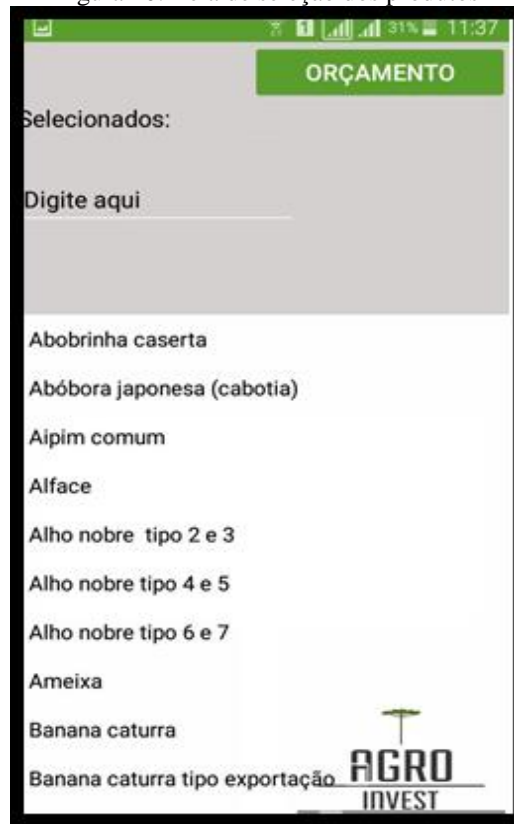 31% 11:37
ORÇAMENTO
Selecionados:
Digite aqui
Abobrinha caserta
Abóbora japonesa (cabotia)
Aipim comum
Alface
Alho nobre tipo 2 e 3
Alho nobre tipo 4 e 5
Alho nobre tipo 6 e 7
Ameixa
Banana caturra
Banana caturra tipo exportação
AGRO
INVEST